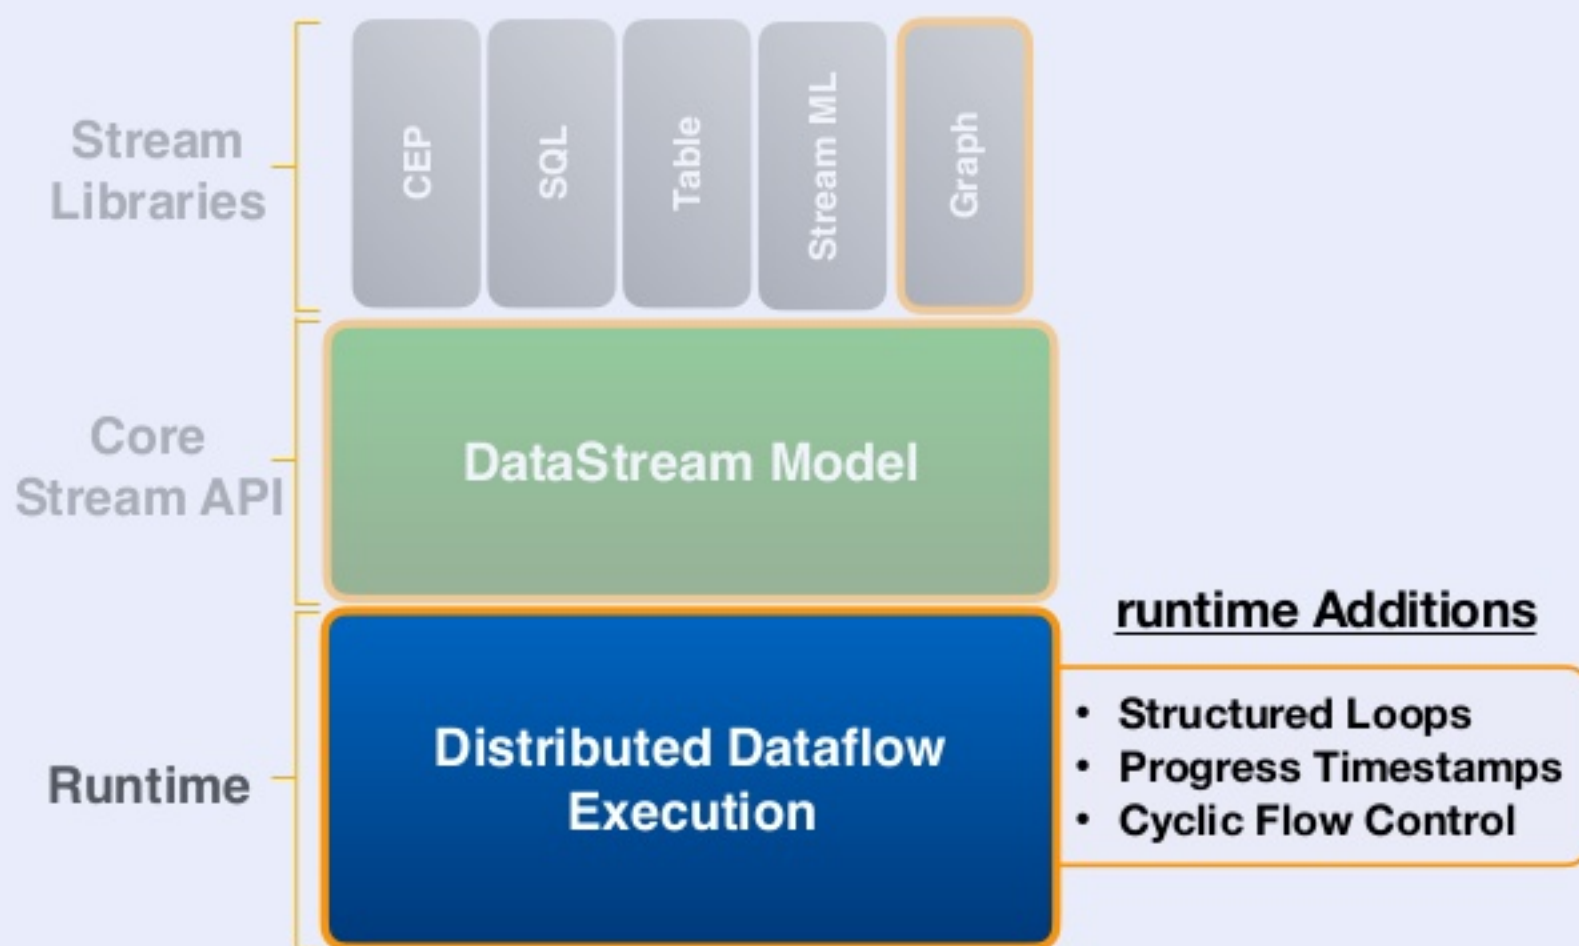 Stream
Libraries
CEP
SQL
Table
Stream ML
Graph
Core
Stream API
DataStream Model
runtime Additions
Runtime
Distributed Dataflow
Execution
• Structured Loops
• Progress Timestamps
• Cyclic Flow Control